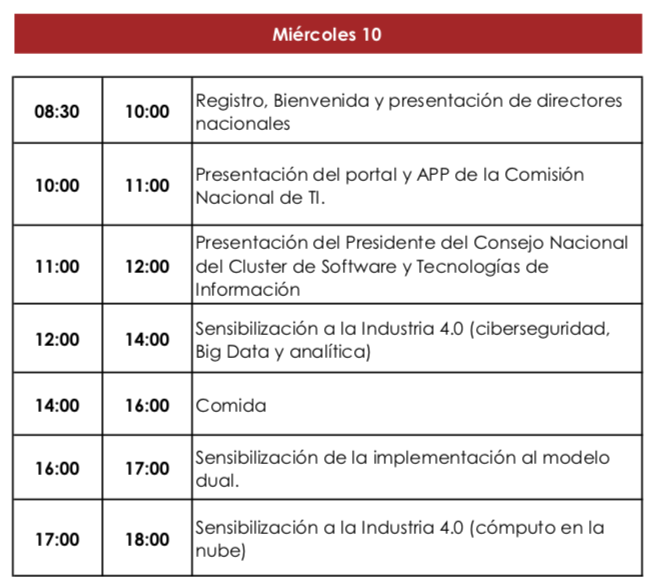 Miércoles 10
08:30 10:00 Registro, Bienvenida y presentación de directores
nacionales
10:00 11:00 Presentación del portal y APP de la Comisión
Nacional de TI.
11:00 12:00 Presentación del Presidente del Consejo Nacional
del Cluster de Software y Tecnologías de
Información
12:00 14:00 Sensibilización a la Industria 4.0 (ciberseguridad,
Big Data y analítica)
14:00 16:00 Comida
16:00 17:00 Sensibilización de la implementación al modelo
dual.
17:00 18:00 Sensibilización a la Industria 4.0 (cómputo en la
nube)